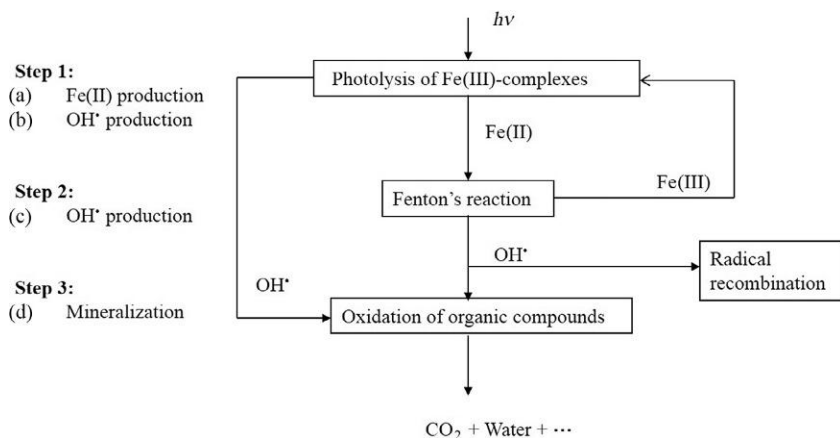 hν
Step 1:
Photolysis of Fe(III)-complexes
(a) Fe(II) production
(b) OH• production
Fe(II)
Fe(III)
Step 2:
Fenton’s reaction
(c) OH• production
OH•
Radical
recombination
Step 3:
OH•
(d) Mineralization
Oxidation of organic compounds
CO₂ + Water + ⋯